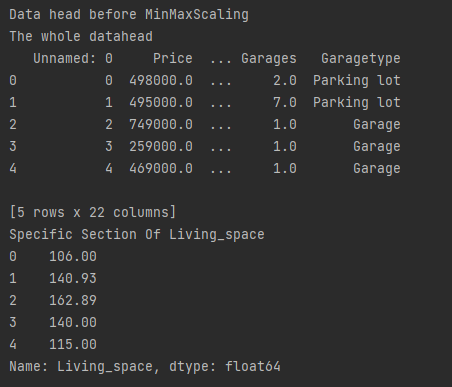 Data head before MinMaxScaling
The whole datahead
   Unnamed: 0     Price  ... Garages   Garagetype
0           0  498000.0  ...     2.0  Parking lot
1           1  495000.0  ...     7.0  Parking lot
2           2  749000.0  ...     1.0       Garage
3           3  259000.0  ...     1.0       Garage
4           4  469000.0  ...     1.0       Garage

[5 rows x 22 columns]
Specific Section Of Living_space
0    106.00
1    140.93
2    162.89
3    140.00
4    115.00
Name: Living_space, dtype: float64